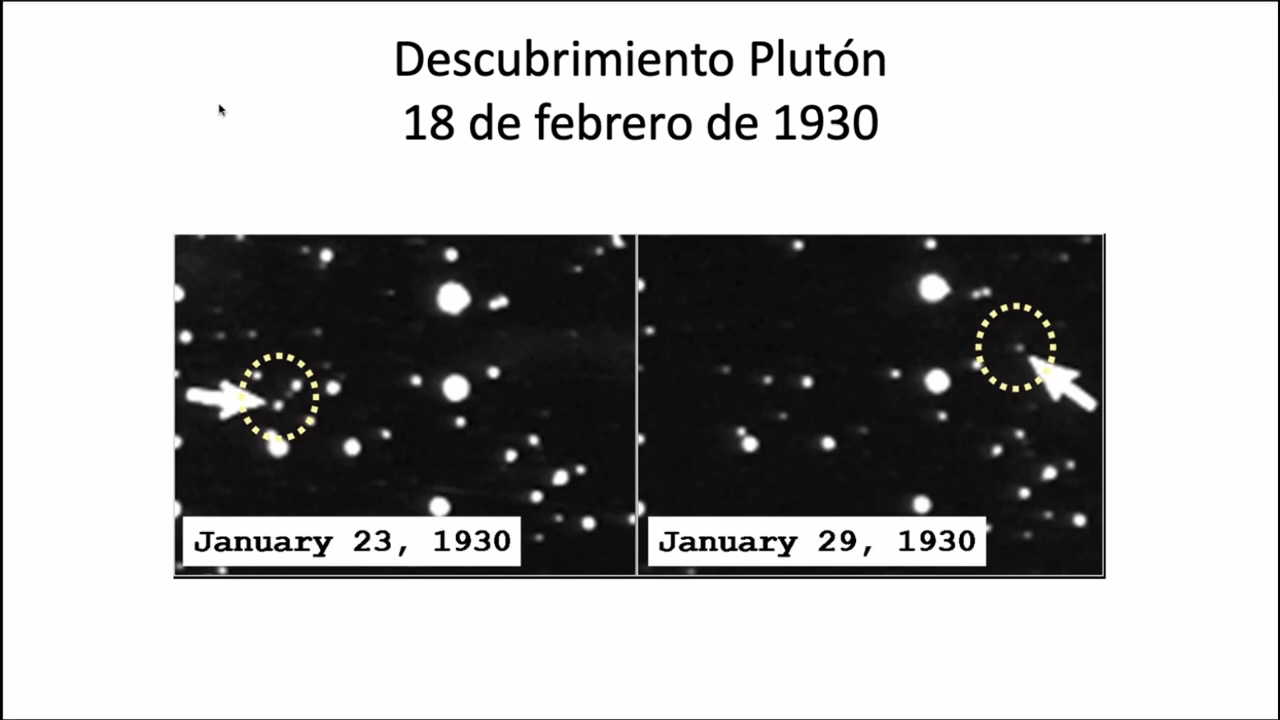 Descubrimiento Plutón
18 de febrero de 1930
January 23, 1930
January 29, 1930